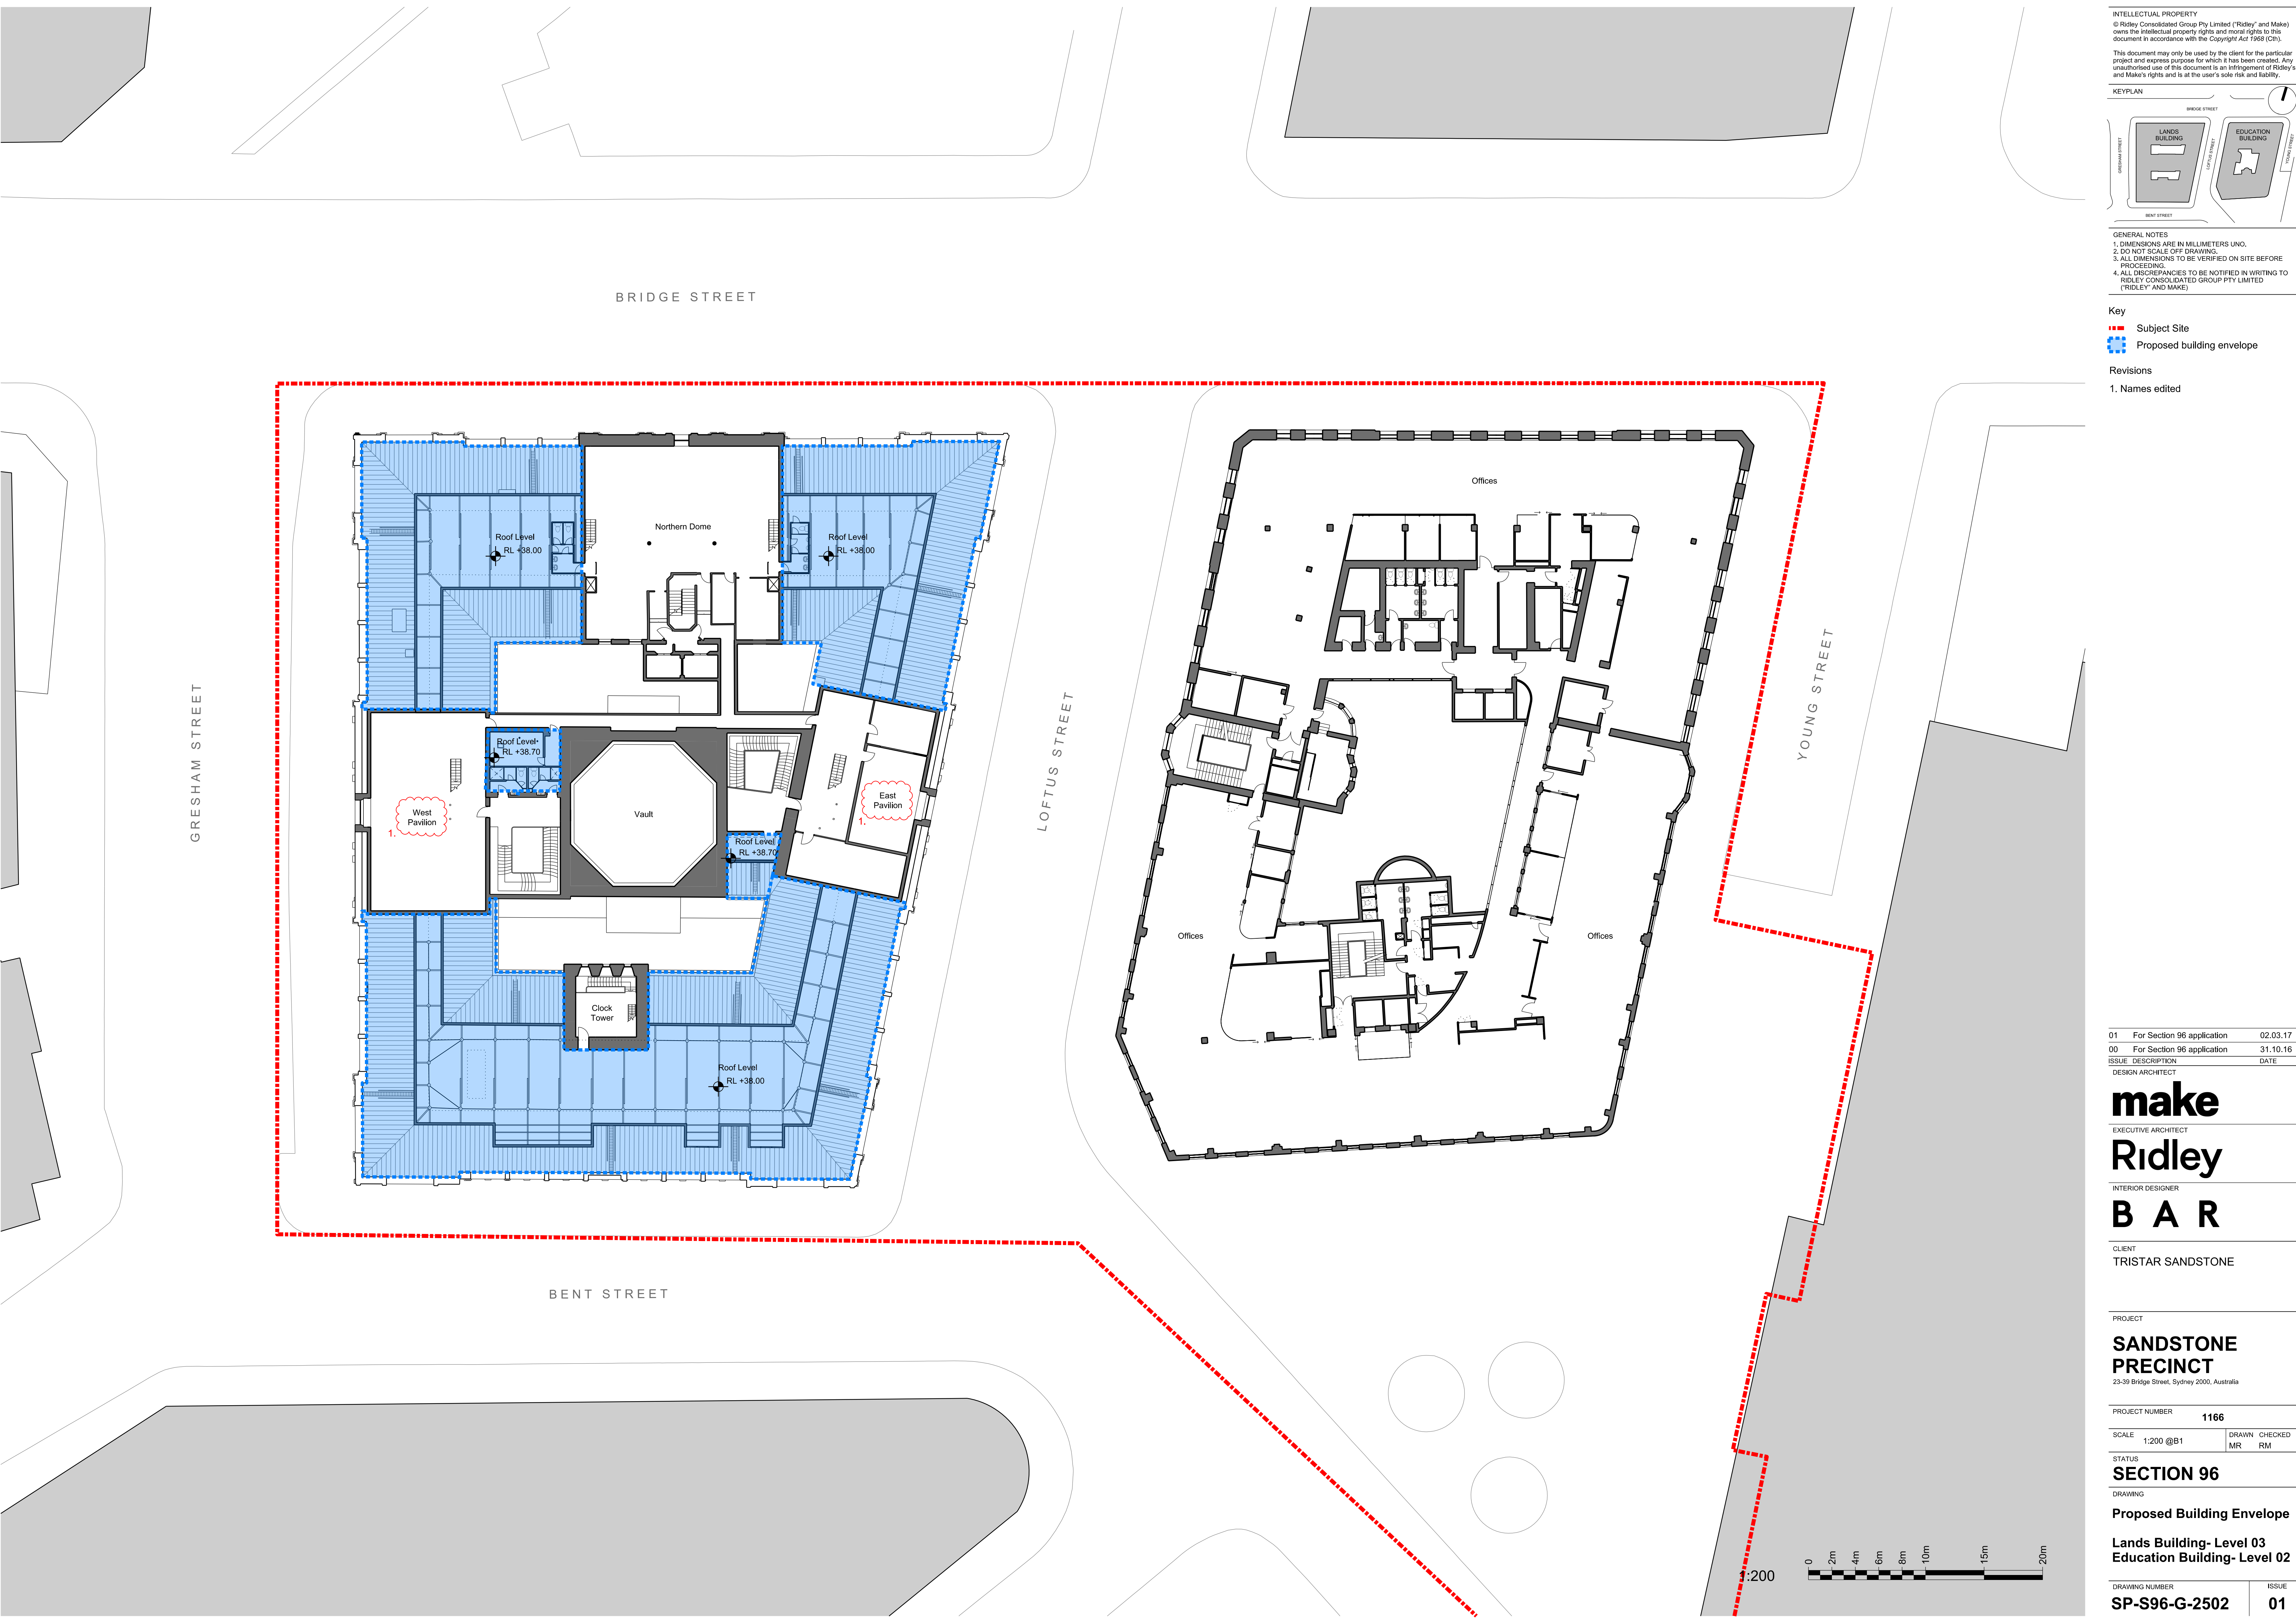 BRIDGE STREET
GRESHAM STREET
LOFTUS STREET
YOUNG STREET
BENT STREET
Northern Dome
Roof Level
RL +38.00
Roof Level
RL +38.00
Roof Level
RL +38.70
West
Pavilion
1.
Vault
East
Pavilion
1.
Roof Level
RL +38.70
Clock
Tower
Roof Level
RL +38.00
Offices
Offices
Offices
1:200
0 2m 4m 6m 8m 10m 15m 20m
INTELLECTUAL PROPERTY
© Ridley Consolidated Group Pty Limited ("Ridley" and Make)
owns the intellectual property rights and moral rights to this
document in accordance with the Copyright Act 1968 (Cth).
This document may only be used by the client for the particular
project and express purpose for which it has been created. Any
unauthorised use of this document is an infringement of Ridley's
and Make's rights and is at the user's sole risk and liability.
KEYPLAN
BRIDGE STREET
LANDS
BUILDING
EDUCATION
BUILDING
GRESHAM STREET
LOFTUS STREET
YOUNG STREET
BENT STREET
GENERAL NOTES
1. DIMENSIONS ARE IN MILLIMETERS UNO.
2. DO NOT SCALE OFF DRAWING.
3. ALL DIMENSIONS TO BE VERIFIED ON SITE BEFORE
PROCEEDING.
4. ALL DISCREPANCIES TO BE NOTIFIED IN WRITING TO
RIDLEY CONSOLIDATED GROUP PTY LIMITED
("RIDLEY" AND MAKE)
Key
Subject Site
Proposed building envelope
Revisions
1. Names edited
01 For Section 96 application 02.03.17
00 For Section 96 application 31.10.16
ISSUE DESCRIPTION DATE
DESIGN ARCHITECT
make
EXECUTIVE ARCHITECT
Ridley
INTERIOR DESIGNER
B A R
CLIENT
TRISTAR SANDSTONE
PROJECT
SANDSTONE
PRECINCT
23-39 Bridge Street, Sydney 2000, Australia
PROJECT NUMBER
1166
SCALE DRAWN CHECKED
1:200 @B1 MR RM
STATUS
SECTION 96
DRAWING
Proposed Building Envelope
Lands Building- Level 03
Education Building- Level 02
DRAWING NUMBER ISSUE
SP-S96-G-2502 01